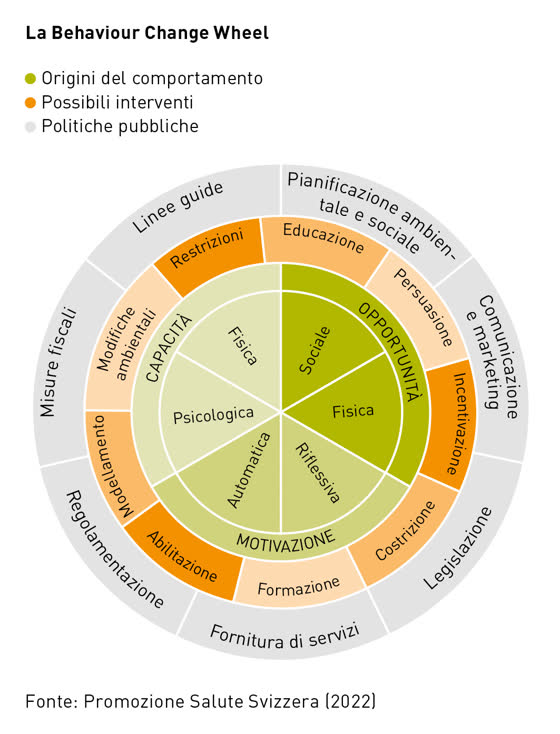 La Behaviour Change Wheel
Origini del comportamento
Possibili interventi
Politiche pubbliche
Linee guide
Pianificazione ambien-
tale e sociale
Comunicazione
e marketing
Legislazione
Fornitura di servizi
Regolamentazione
Misure fiscali
Restrizioni
Educazione
Persuasione
Incentivazione
Costrizione
Formazione
Abilitazione
Modellamento
Modifiche
ambientali
CAPACITÀ
OPPORTUNITÀ
MOTIVAZIONE
Fisica
Sociale
Fisica
Riflessiva
Automatica
Psicologica
Fonte: Promozione Salute Svizzera (2022)